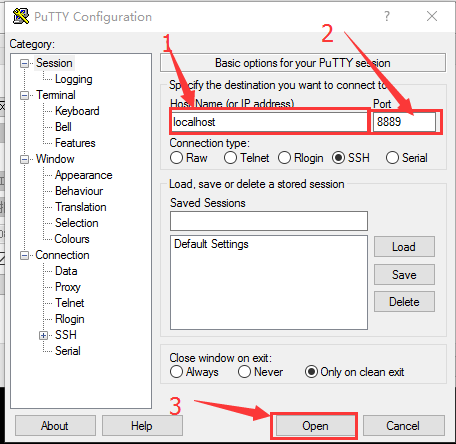 PuTTY Configuration
Category:
Session
Logging
Terminal
Keyboard
Bell
Features
Window
Appearance
Behaviour
Translation
Selection
Colours
Connection
Data
Proxy
Telnet
Rlogin
SSH
Serial
1
2
Basic options for your PuTTY session
Specify the destination you want to connect to
Host Name (or IP address)
Port
localhost
8889
Connection type:
Raw
Telnet
Rlogin
SSH
Serial
Load, save or delete a stored session
Saved Sessions
Default Settings
Load
Save
Delete
Close window on exit:
Always
Never
Only on clean exit
3
About
Help
Open
Cancel